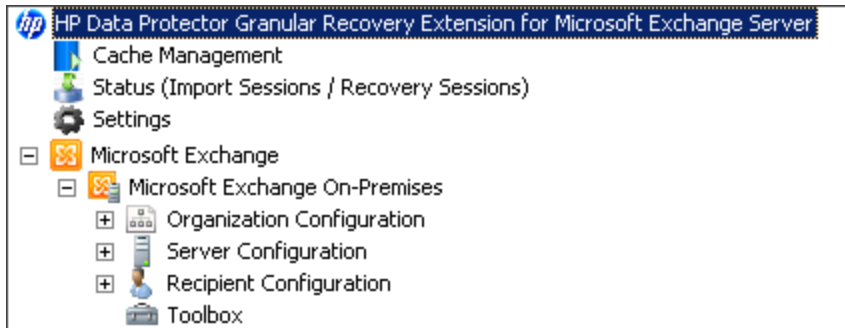 HP Data Protector Granular Recovery Extension for Microsoft Exchange Server
Cache Management
Status (Import Sessions / Recovery Sessions)
Settings
Microsoft Exchange
Microsoft Exchange On-Premises
Organization Configuration
Server Configuration
Recipient Configuration
Toolbox